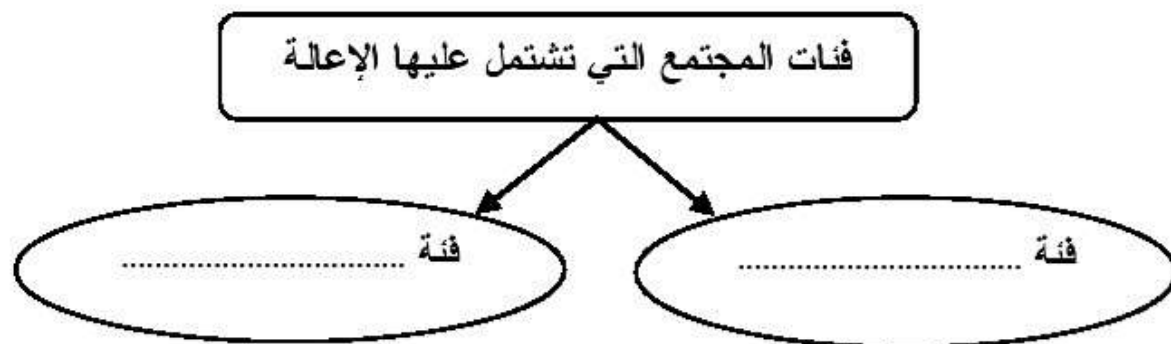 فئات المجتمع التي تشتمل عليها الإعالة
فئة ..............................
فئة ..............................